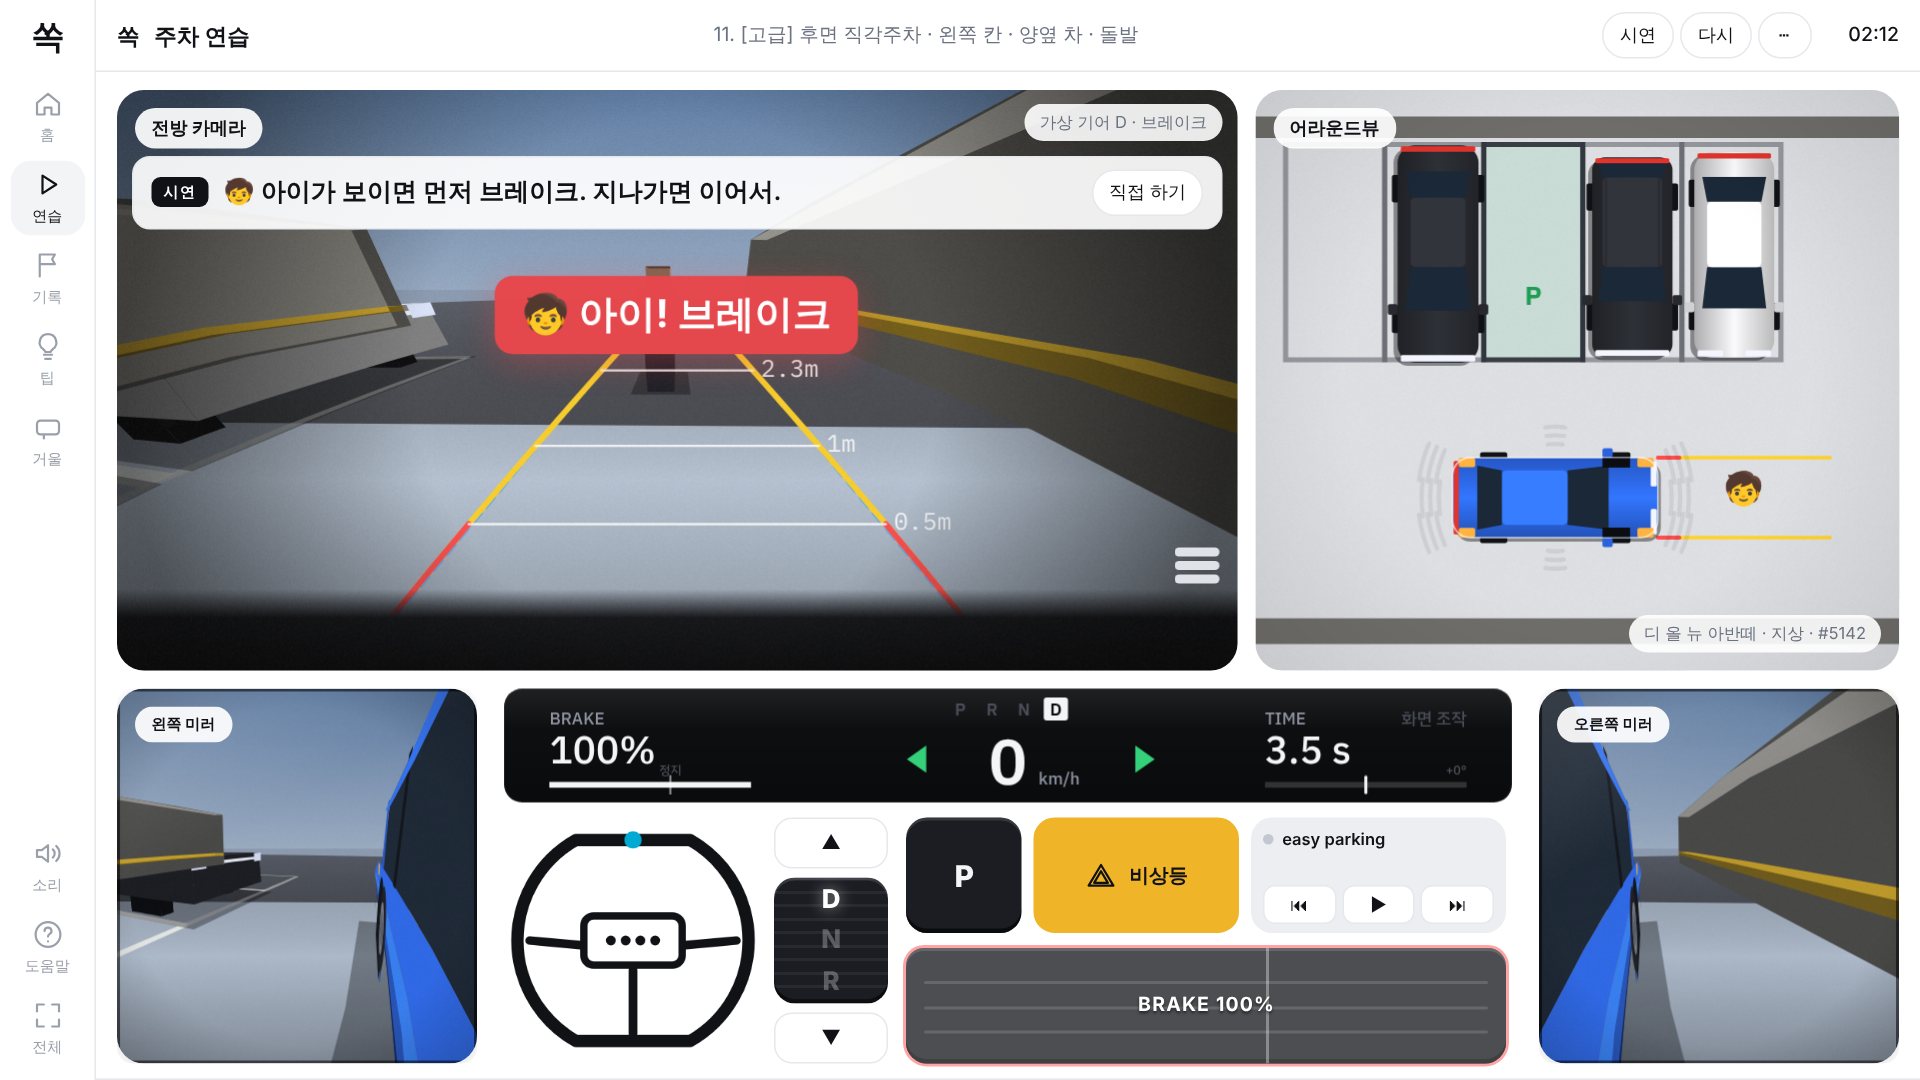 쏙
홈
연습
기록
팁
거울
소리
도움말
전체
쏙 주차 연습
11. [고급] 후면 직각주차 · 왼쪽 칸 · 양옆 차 · 돌발
시연
다시
···
02:12
전방 카메라
가상 기어 D · 브레이크
시연
아이가 보이면 먼저 브레이크. 지나가면 이어서.
직접 하기
아이! 브레이크
2.3m
1m
0.5m
어라운드뷰
P
디 올 뉴 아반떼 · 지상 · #5142
왼쪽 미러
BRAKE
100%
정지
P R N D
0 km/h
TIME
화면 조작
3.5 s
+0°
D
N
R
P
비상등
easy parking
BRAKE 100%
오른쪽 미러